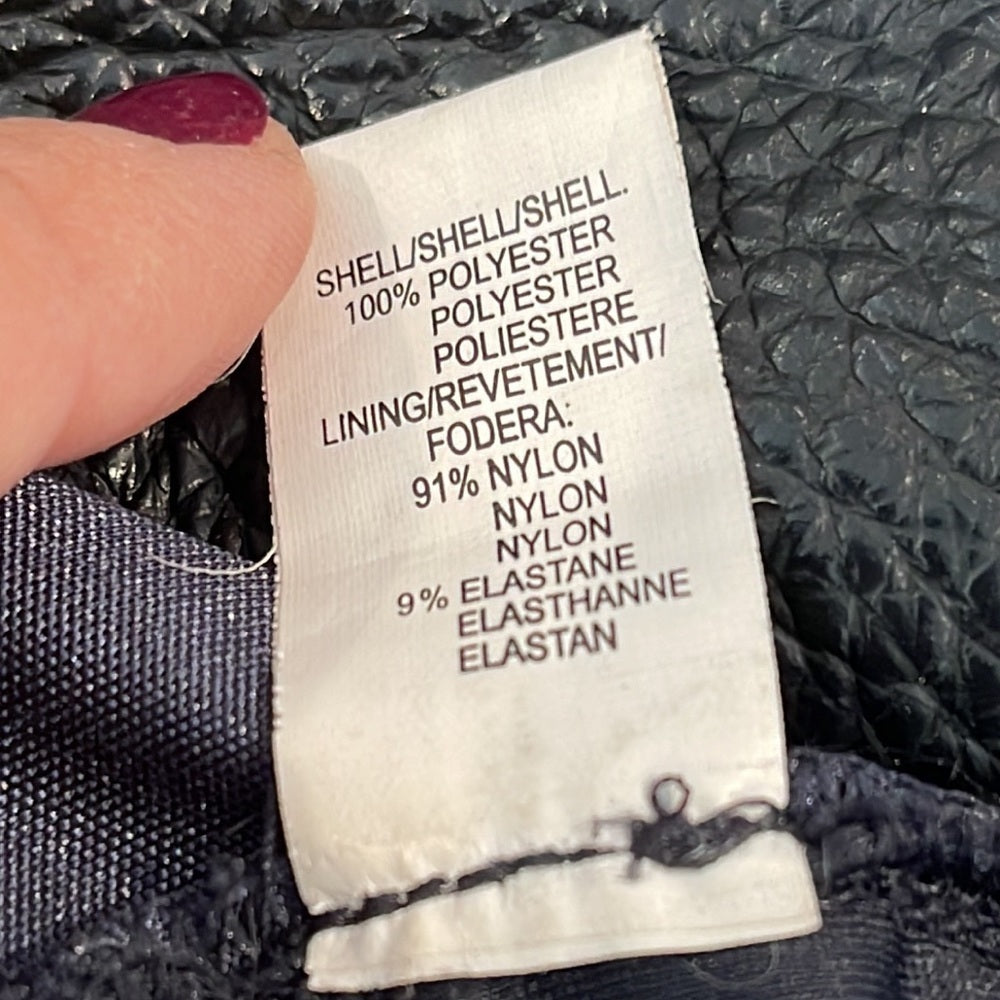 SHELL/SHELL/SHELL.
100% POLYESTER
POLYESTER
POLIESTERE
LINING/REVETEMENT/
FODERA:
91% NYLON
NYLON
NYLON
9% ELASTANE
ELASTHANNE
ELASTAN